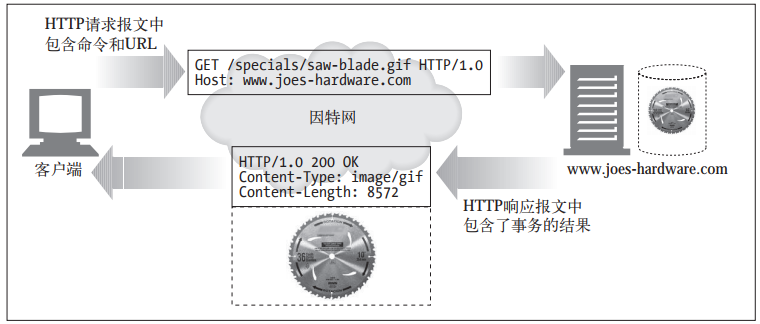 HTTP请求报文中
包含命令和URL
GET /specials/saw-blade.gif HTTP/1.0
Host: www.joes-hardware.com
因特网
客户端
HTTP/1.0 200 OK
Content-Type: image/gif
Content-Length: 8572
www.joes-hardware.com
HTTP响应报文中
包含了事务的结果
36
10